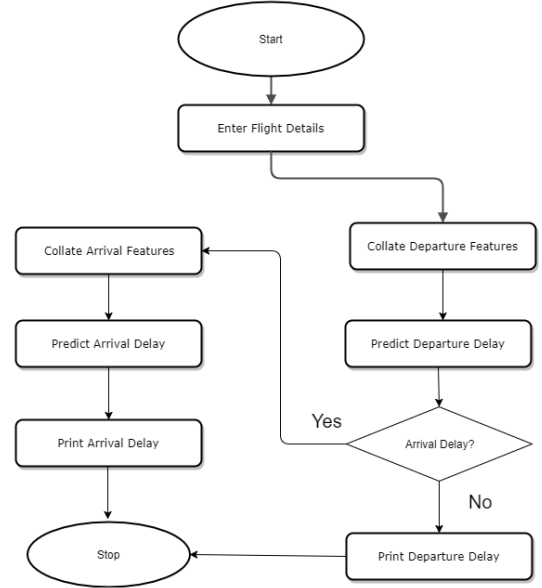 Start
Enter Flight Details
Collate Arrival Features
Collate Departure Features
Predict Arrival Delay
Predict Departure Delay
Yes
Print Arrival Delay
Arrival Delay?
No
Stop
Print Departure Delay